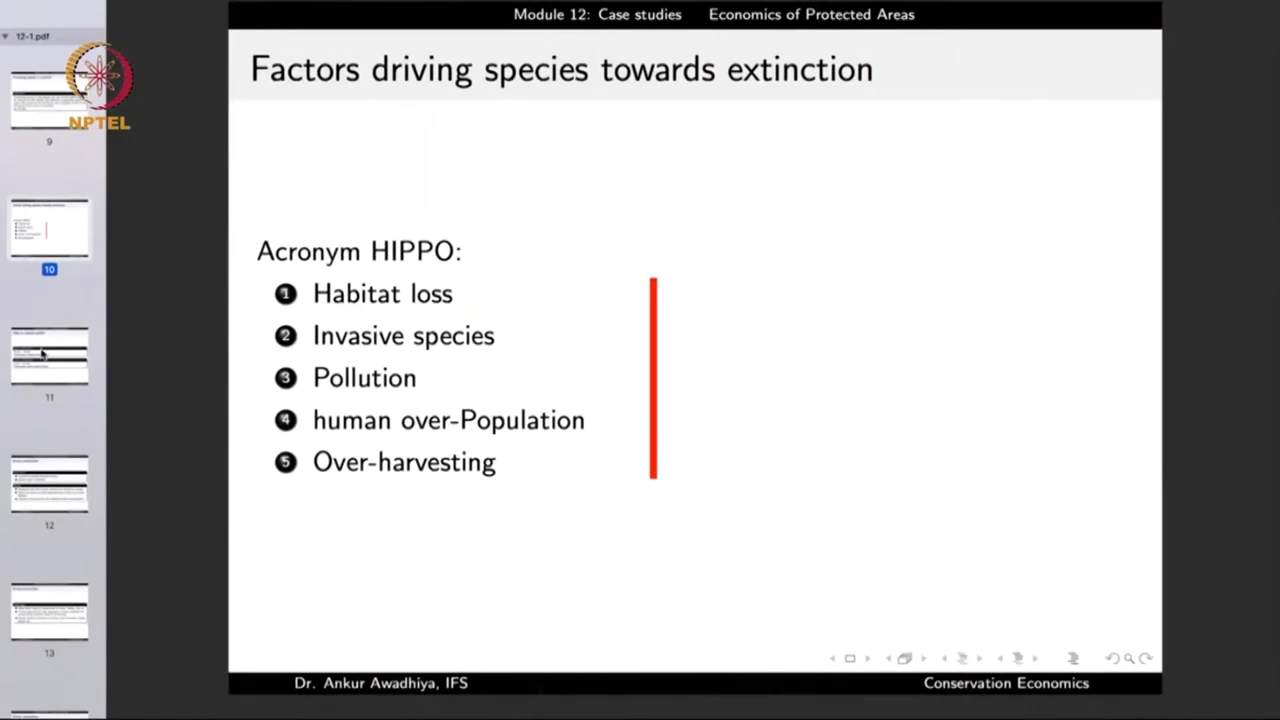 Module 12: Case studies Economics of Protected Areas
12-1.pdf
NPTEL
9
10
11
12
13
Factors driving species towards extinction
Acronym HIPPO:
1 Habitat loss
2 Invasive species
3 Pollution
4 human over-Population
5 Over-harvesting
Dr. Ankur Awadhiya, IFS Conservation Economics